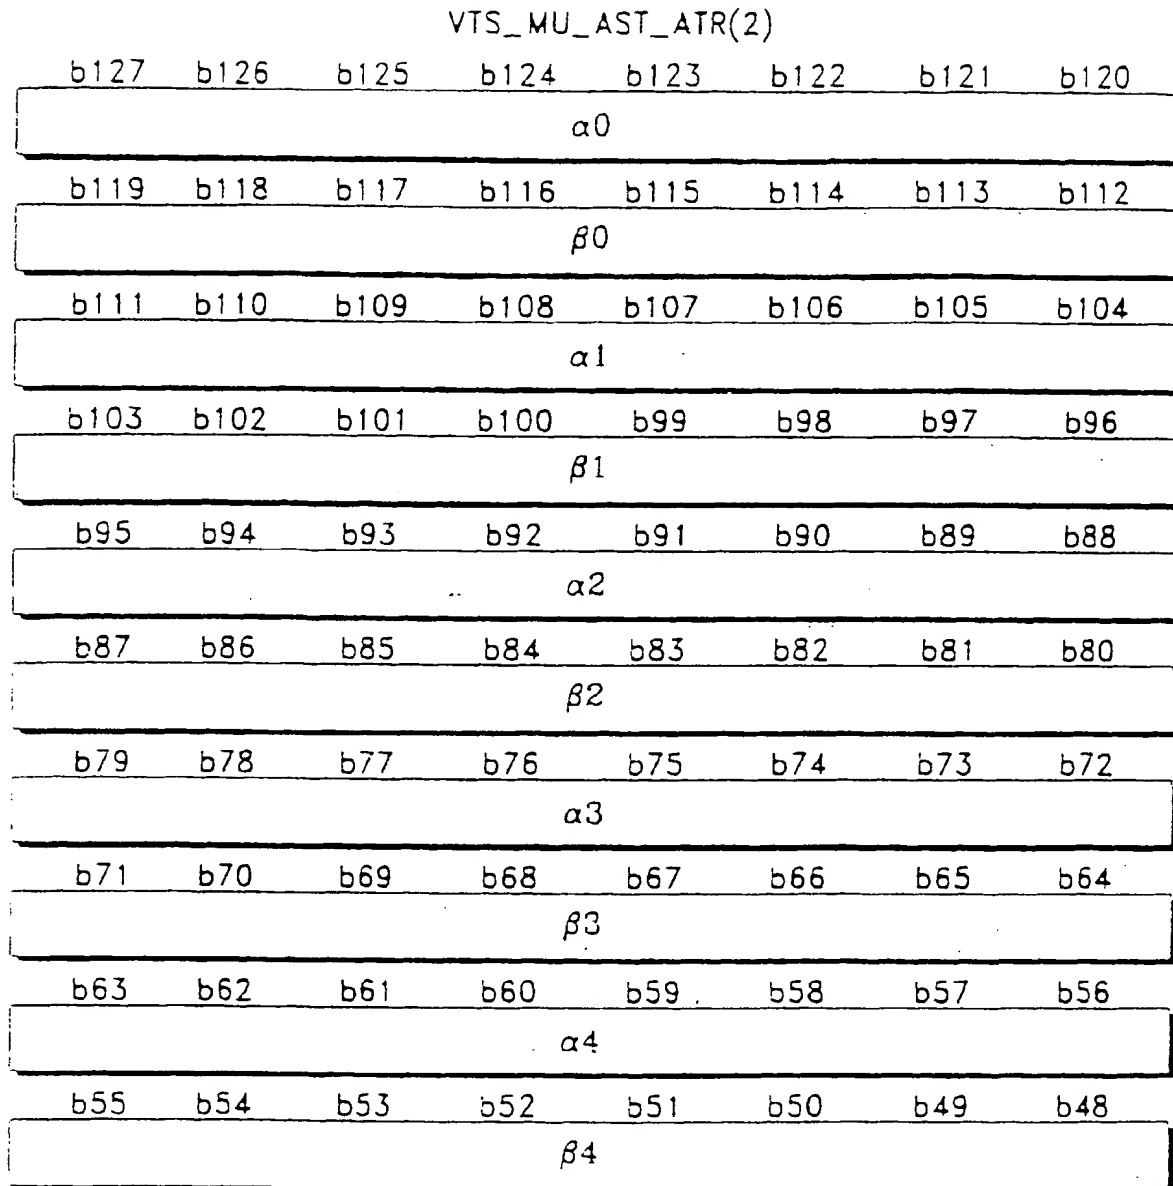 VTS_MU_AST_ATR(2)
b127 b126 b125 b124 b123 b122 b121 b120
α0
b119 b118 b117 b116 b115 b114 b113 b112
β0
b111 b110 b109 b108 b107 b106 b105 b104
α1
b103 b102 b101 b100 b99 b98 b97 b96
β1
b95 b94 b93 b92 b91 b90 b89 b88
α2
b87 b86 b85 b84 b83 b82 b81 b80
β2
b79 b78 b77 b76 b75 b74 b73 b72
α3
b71 b70 b69 b68 b67 b66 b65 b64
β3
b63 b62 b61 b60 b59 b58 b57 b56
α4
b55 b54 b53 b52 b51 b50 b49 b48
β4